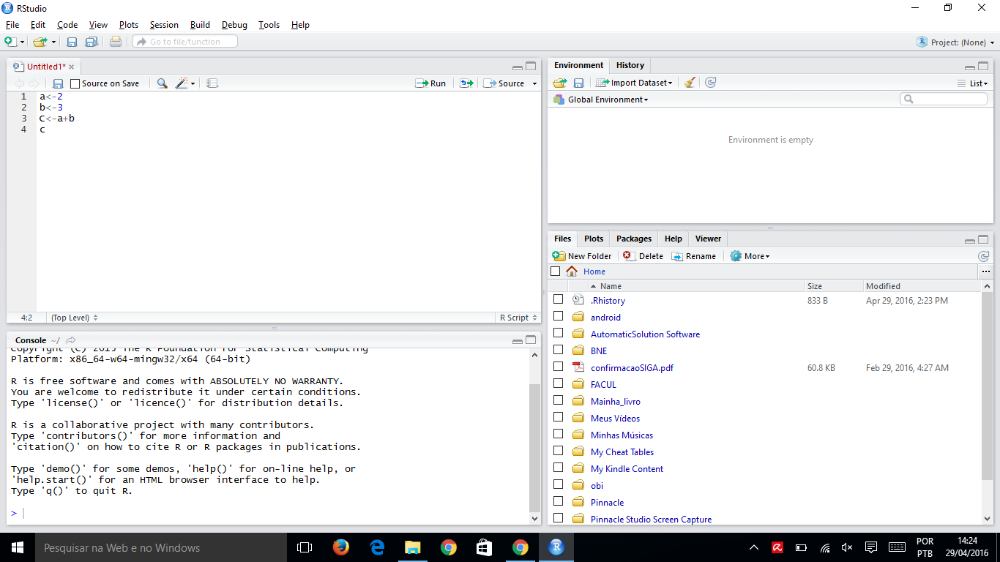 RStudio
File Edit Code View Plots Session Build Debug Tools Help
Go to file/function
Project: (None)
Untitled1*
Source on Save
Run
Source
1 a<-2
2 b<-3
3 c<-a+b
4 c
4:2 (Top Level) R Script
Console ~/
Copyright (C) 2015 The R Foundation for Statistical Computing
Platform: x86_64-w64-mingw32/x64 (64-bit)
R is free software and comes with ABSOLUTELY NO WARRANTY.
You are welcome to redistribute it under certain conditions.
Type 'license()' or 'licence()' for distribution details.
R is a collaborative project with many contributors.
Type 'contributors()' for more information and
'citation()' on how to cite R or R packages in publications.
Type 'demo()' for some demos, 'help()' for on-line help, or
'help.start()' for an HTML browser interface to help.
Type 'q()' to quit R.
>
Environment History
Import Dataset
List
Global Environment
Environment is empty
Files Plots Packages Help Viewer
New Folder Delete Rename More
Home
Name Size Modified
.Rhistory 833 B Apr 29, 2016, 2:23 PM
android
AutomaticSolution Software
BNE
confirmacaoSIGA.pdf 60.8 KB Feb 29, 2016, 4:27 AM
FACUL
Mainha_livro
Meus Vídeos
Minhas Músicas
My Cheat Tables
My Kindle Content
obi
Pinnacle
Pinnacle Studio Screen Capture
Pesquisar na Web e no Windows
POR
PTB
14:24
29/04/2016